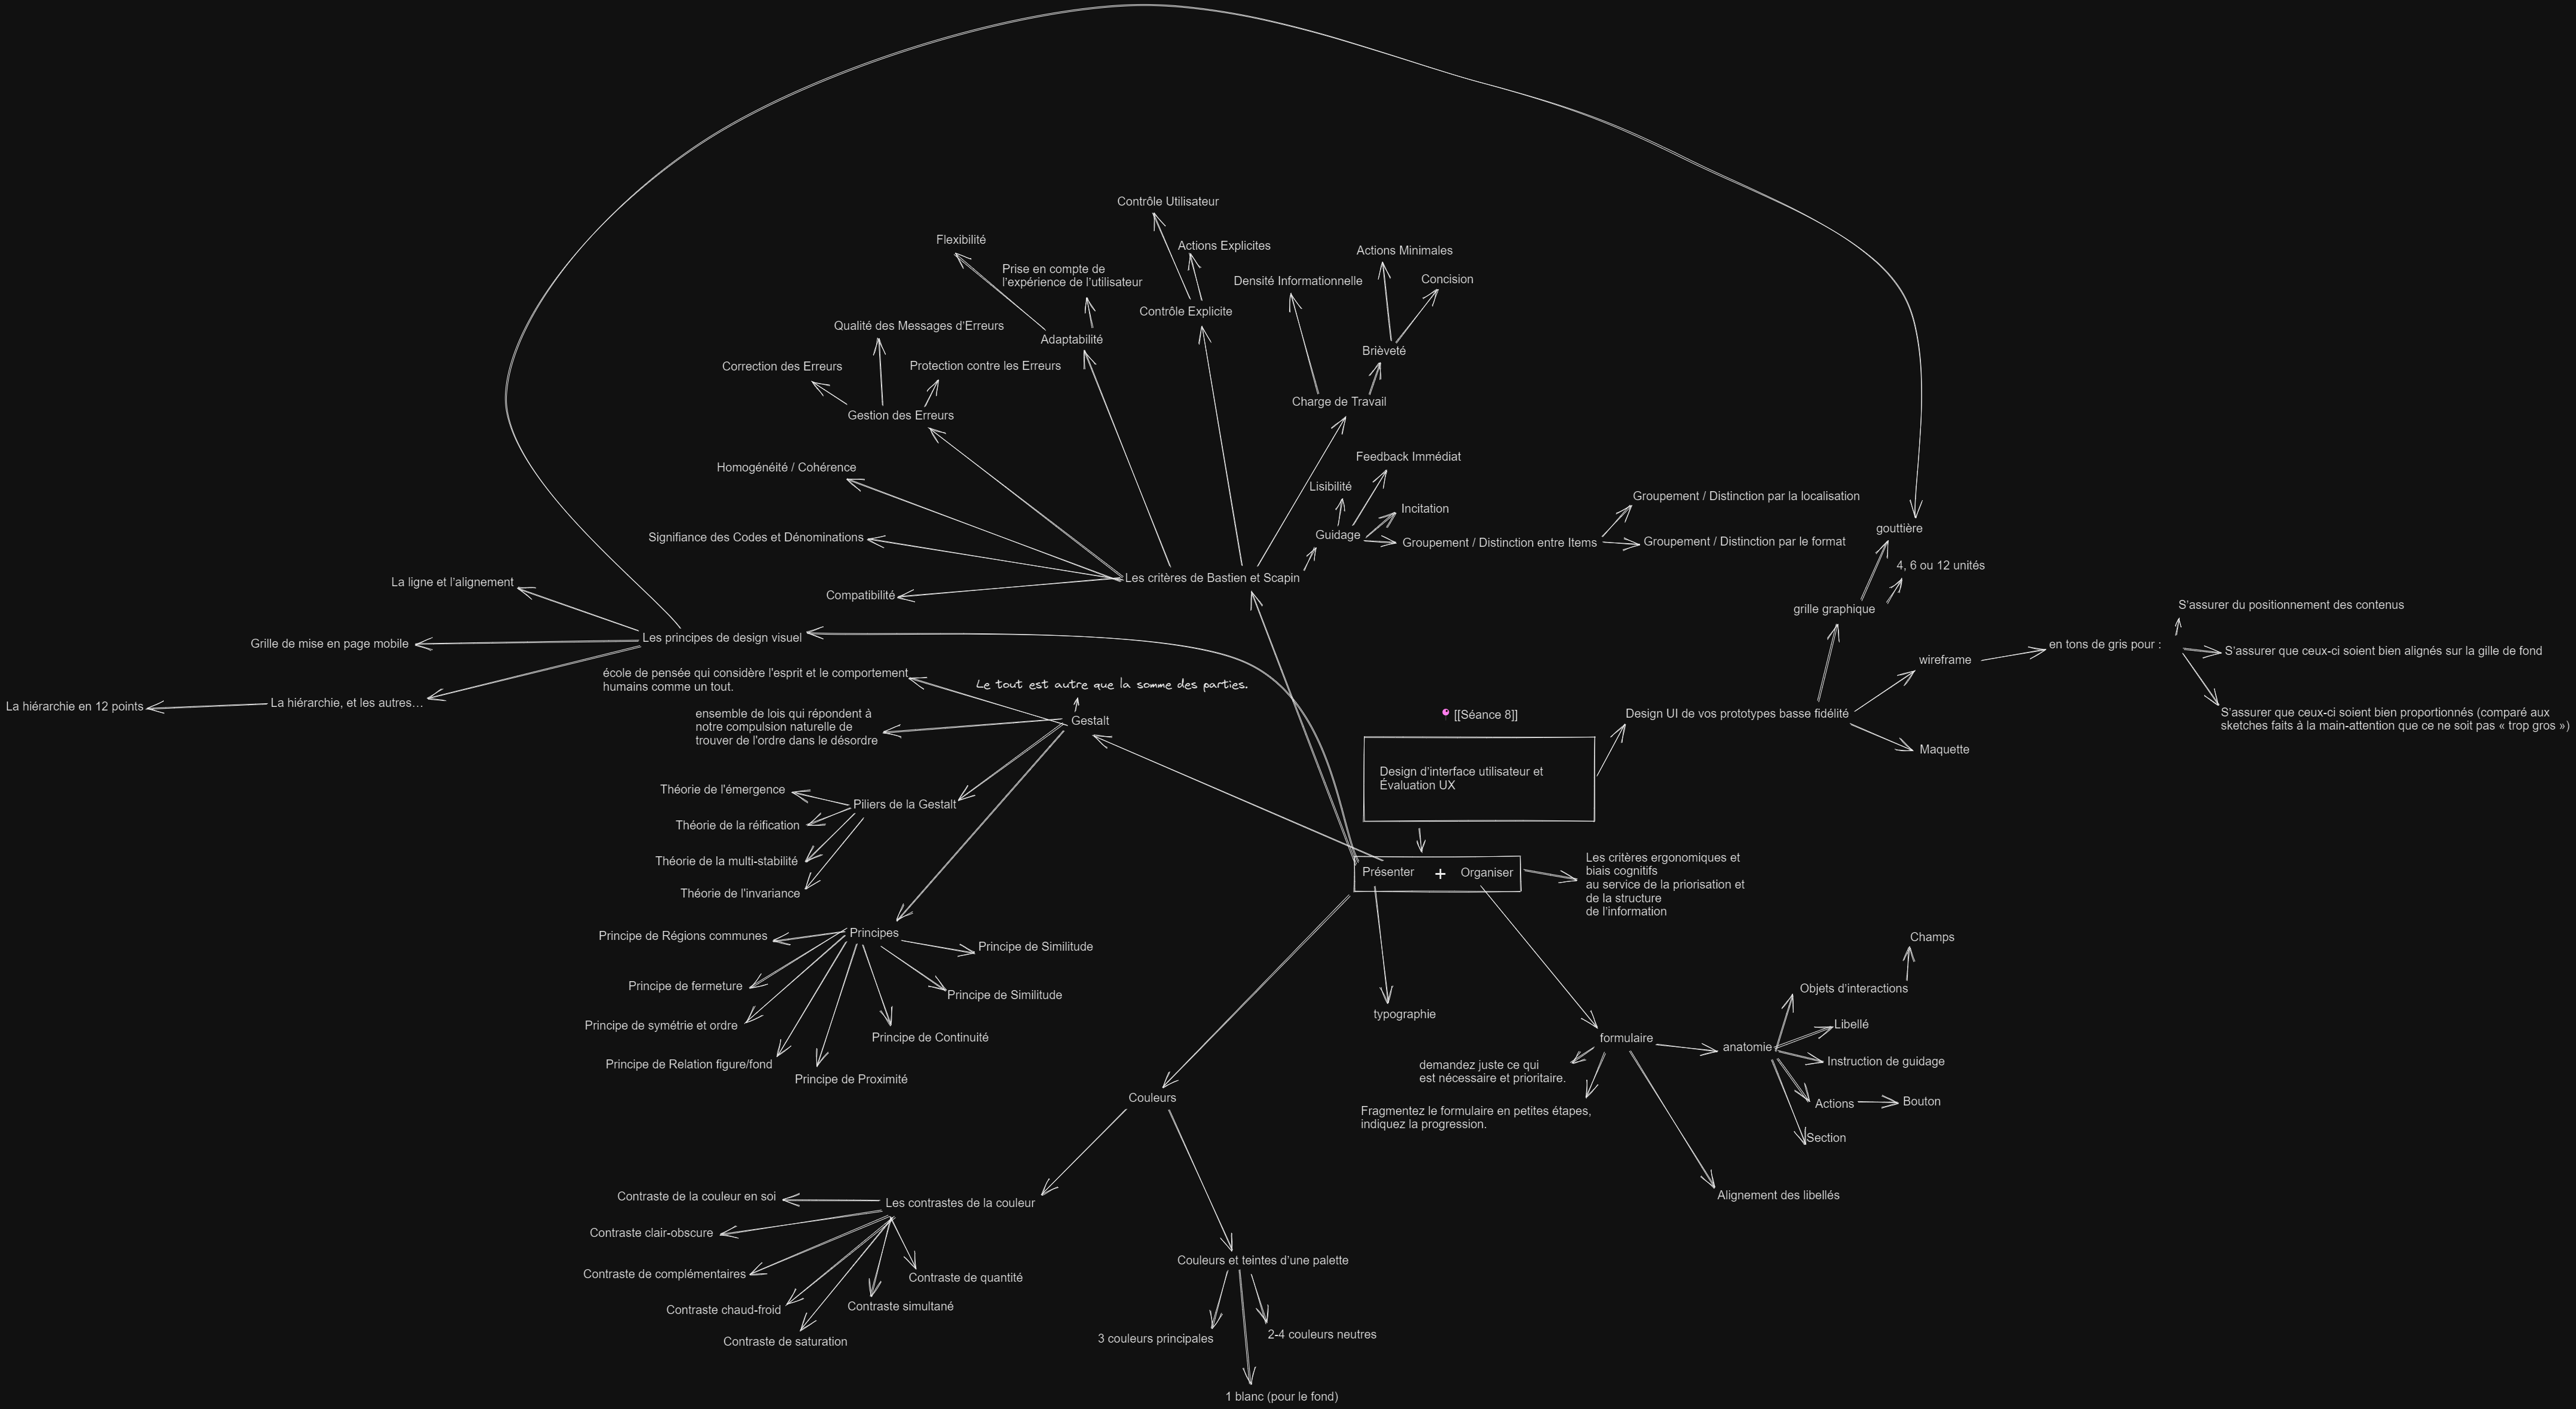 Contrôle Utilisateur
Flexibilité
Actions Explicites
Actions Minimales
Prise en compte de
l'expérience de l'utilisateur
Densité Informationnelle
Concision
Contrôle Explicite
Qualité des Messages d'Erreurs
Adaptabilité
Brièveté
Correction des Erreurs
Protection contre les Erreurs
Charge de Travail
Gestion des Erreurs
Feedback Immédiat
Homogénéité / Cohérence
Lisibilité
Groupement / Distinction par la localisation
Incitation
gouttière
Signifiance des Codes et Dénominations
Guidage
Groupement / Distinction entre Items
Groupement / Distinction par le format
4, 6 ou 12 unités
La ligne et l'alignement
Les critères de Bastien et Scapin
Compatibilité
grille graphique
S'assurer du positionnement des contenus
Les principes de design visuel
Grille de mise en page mobile
en tons de gris pour :
S'assurer que ceux-ci soient bien alignés sur la gille de fond
wireframe
école de pensée qui considère l'esprit et le comportement
humains comme un tout.
Le tout est autre que la somme des parties.
La hiérarchie en 12 points
La hiérarchie, et les autres…
ensemble de lois qui répondent à
notre compulsion naturelle de
trouver de l'ordre dans le désordre
Gestalt
[[Séance 8]]
Design UI de vos prototypes basse fidélité
S'assurer que ceux-ci soient bien proportionnés (comparé aux
sketches faits à la main-attention que ce ne soit pas « trop gros »)
Maquette
Design d'interface utilisateur et
Évaluation UX
Théorie de l'émergence
Piliers de la Gestalt
Théorie de la réification
Théorie de la multi-stabilité
Théorie de l'invariance
Présenter + Organiser
Les critères ergonomiques et
biais cognitifs
au service de la priorisation et
de la structure
de l'information
Principe de Régions communes
Principes
Principe de Similitude
Champs
Principe de fermeture
Principe de Similitude
Objets d'interactions
Principe de symétrie et ordre
typographie
Libellé
Principe de Continuité
formulaire
anatomie
Principe de Relation figure/fond
Instruction de guidage
Principe de Proximité
demandez juste ce qui
est nécessaire et prioritaire.
Couleurs
Actions
Bouton
Fragmentez le formulaire en petites étapes,
indiquez la progression.
Section
Contraste de la couleur en soi
Les contrastes de la couleur
Alignement des libellés
Contraste clair-obscure
Couleurs et teintes d'une palette
Contraste de complémentaires
Contraste de quantité
Contraste chaud-froid
Contraste simultané
Contraste de saturation
3 couleurs principales
2-4 couleurs neutres
1 blanc (pour le fond)